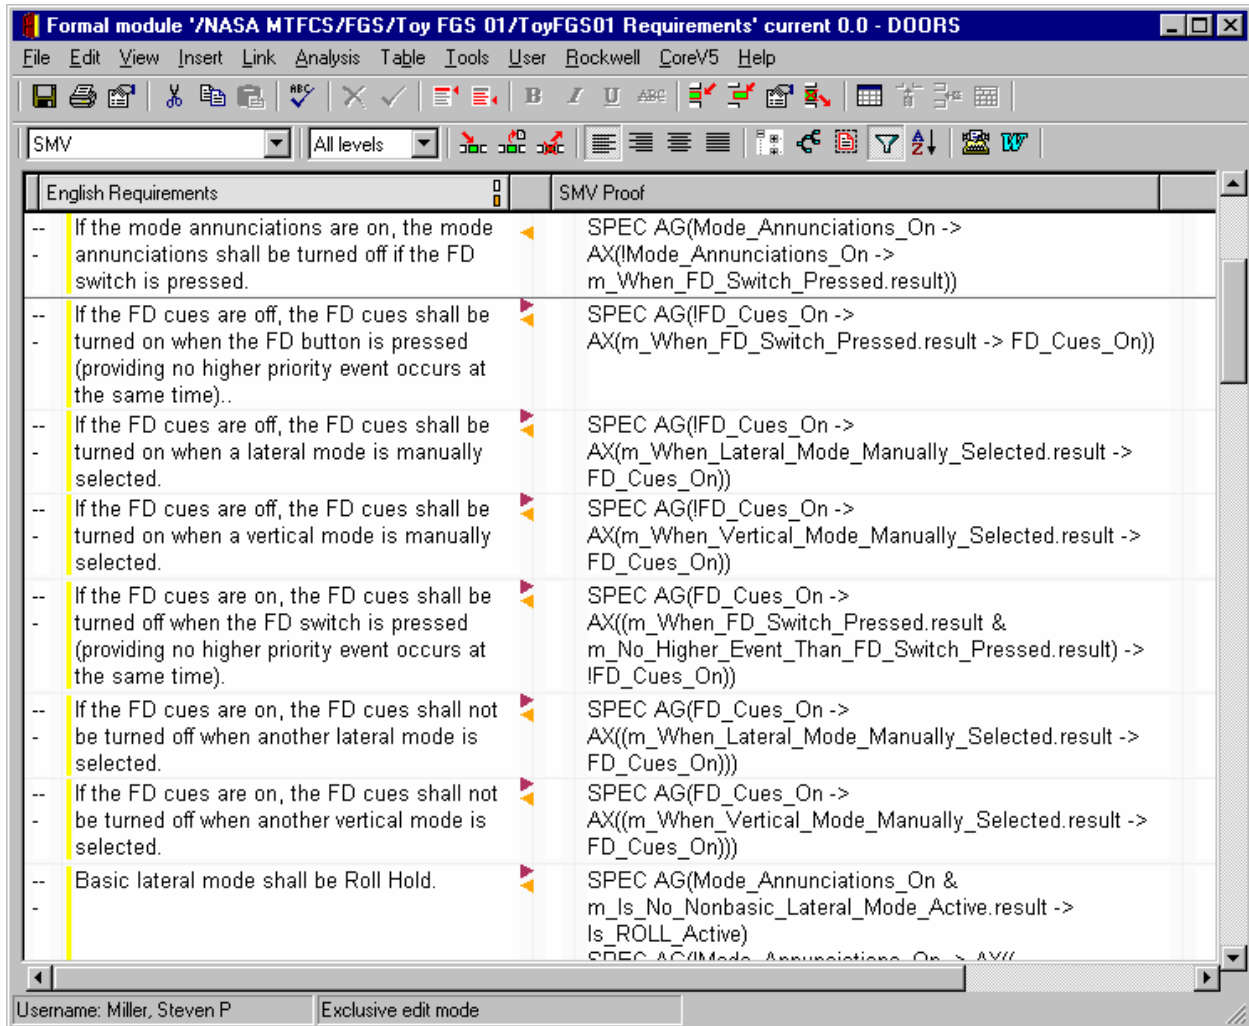 Formal module '/NASA MTFCS/FGS/Toy FGS 01/ToyFGS01 Requirements' current 0.0 - DOORS
File Edit View Insert Link Analysis Table Tools User Rockwell CoreV5 Help
SMV All levels
English Requirements SMV Proof
If the mode annunciations are on, the mode
annunciations shall be turned off if the FD
switch is pressed.
SPEC AG(Mode_Annunciations_On ->
AX(!Mode_Annunciations_On ->
m_When_FD_Switch_Pressed.result))
If the FD cues are off, the FD cues shall be
turned on when the FD button is pressed
(providing no higher priority event occurs at
the same time)..
SPEC AG(!FD_Cues_On ->
AX(m_When_FD_Switch_Pressed.result -> FD_Cues_On))
If the FD cues are off, the FD cues shall be
turned on when a lateral mode is manually
selected.
SPEC AG(!FD_Cues_On ->
AX(m_When_Lateral_Mode_Manually_Selected.result ->
FD_Cues_On))
If the FD cues are off, the FD cues shall be
turned on when a vertical mode is manually
selected.
SPEC AG(!FD_Cues_On ->
AX(m_When_Vertical_Mode_Manually_Selected.result ->
FD_Cues_On))
If the FD cues are on, the FD cues shall be
turned off when the FD switch is pressed
(providing no higher priority event occurs at
the same time).
SPEC AG(FD_Cues_On ->
AX((m_When_FD_Switch_Pressed.result &
m_No_Higher_Event_Than_FD_Switch_Pressed.result) ->
!FD_Cues_On))
If the FD cues are on, the FD cues shall not
be turned off when another lateral mode is
selected.
SPEC AG(FD_Cues_On ->
AX((m_When_Lateral_Mode_Manually_Selected.result ->
FD_Cues_On)))
If the FD cues are on, the FD cues shall not
be turned off when another vertical mode is
selected.
SPEC AG(FD_Cues_On ->
AX((m_When_Vertical_Mode_Manually_Selected.result ->
FD_Cues_On)))
Basic lateral mode shall be Roll Hold.
SPEC AG(Mode_Annunciations_On &
m_Is_No_Nonbasic_Lateral_Mode_Active.result ->
Is_ROLL_Active)
SPEC AG(!Mode_Annunciations_On -> AX((
Username: Miller, Steven P Exclusive edit mode